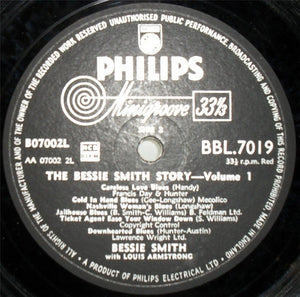 ALL RIGHTS OF THE MANUFACTURER AND OF THE OWNER OF THE RECORDED WORK RESERVED UNAUTHORISED PUBLIC PERFORMANCE, BROADCASTING AND COPYING OF THIS RECORD PROHIBITED
PHILIPS
PHILIPS
Minigroove 33⅓
SIDE 2
B07002L
NCB
BBL.7019
AA 07002 2L
33⅓ r.p.m. Red
THE BESSIE SMITH STORY—Volume 1
Careless Love Blues (Handy)
Francis Day & Hunter
Cold In Hand Blues (Gee-Longshaw) Mecolico
Nashville Woman's Blues (Longshaw)
Jailhouse Blues (B. Smith-C. Williams) B. Feldman Ltd.
Ticket Agent Ease Your Window Down (S. Williams)
Copyright Control
Downhearted Blues (Hunter-Austin)
Lawrence Wright Ltd.
BESSIE SMITH
with LOUIS ARMSTRONG
A PRODUCT OF PHILIPS ELECTRICAL LTD.
MADE IN ENGLAND